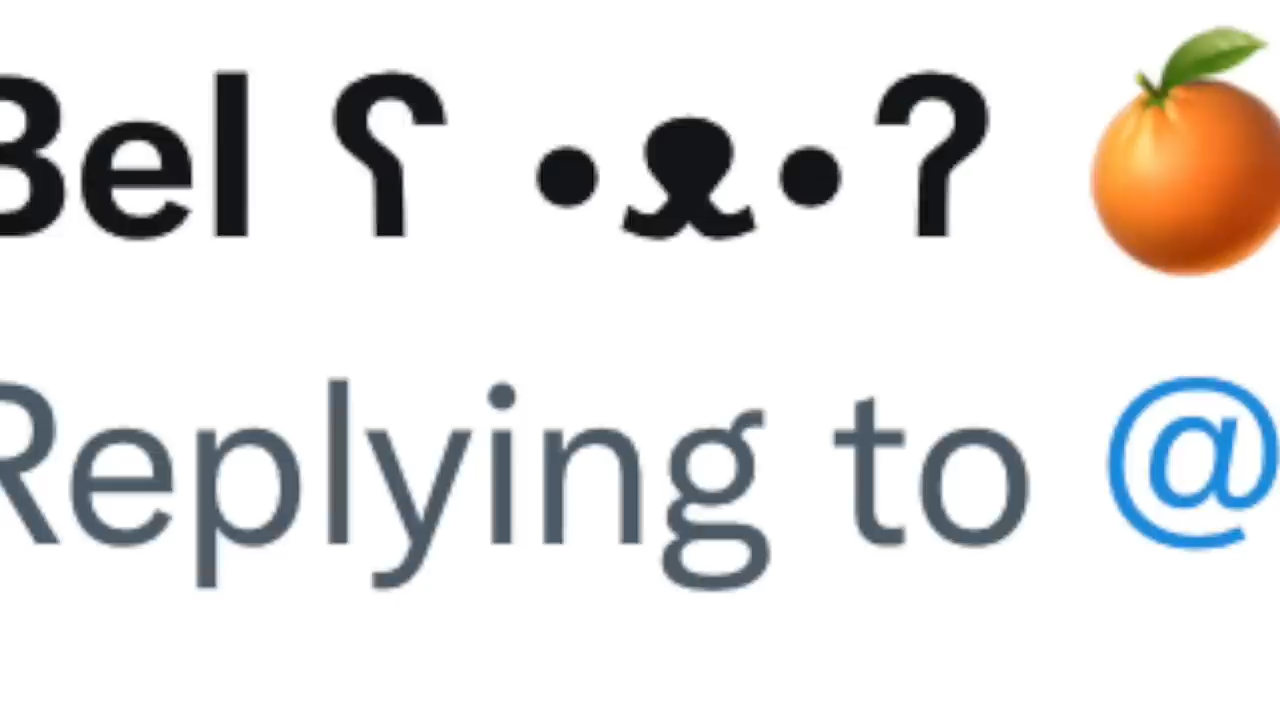 Bel ʕ •ᴥ•ʔ 🍊
Replying to @